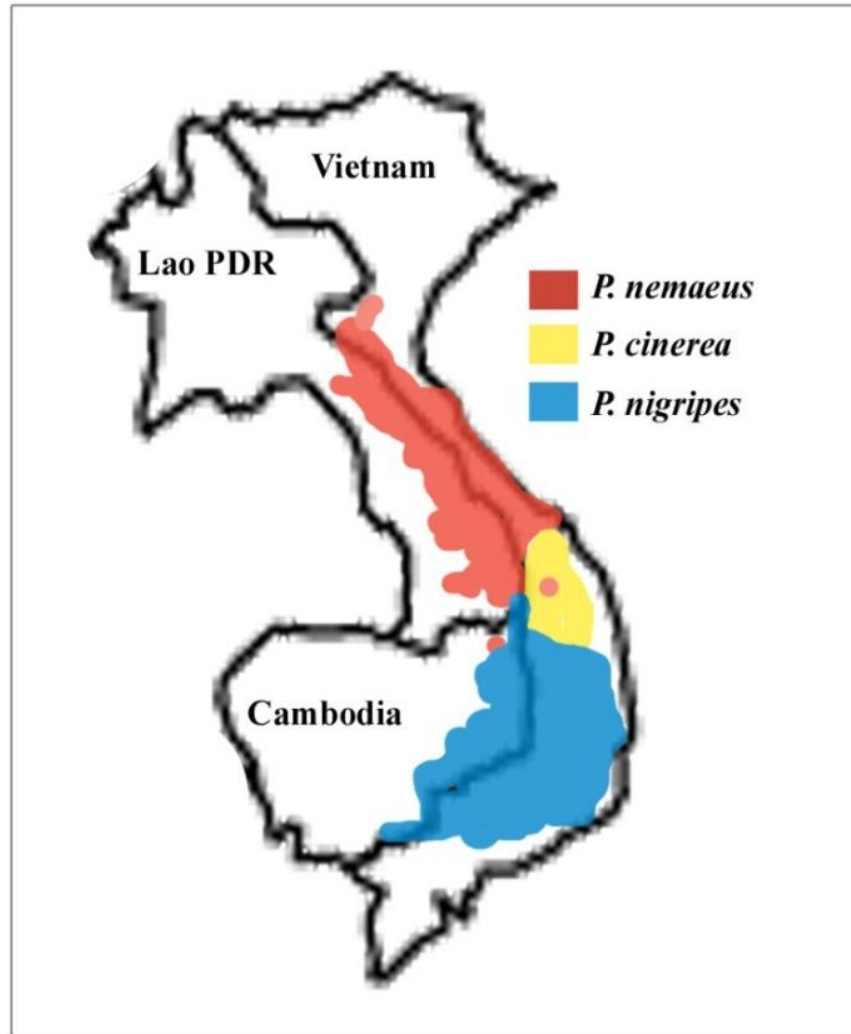 Vietnam
Lao PDR
P. nemaeus
P. cinerea
P. nigripes
Cambodia